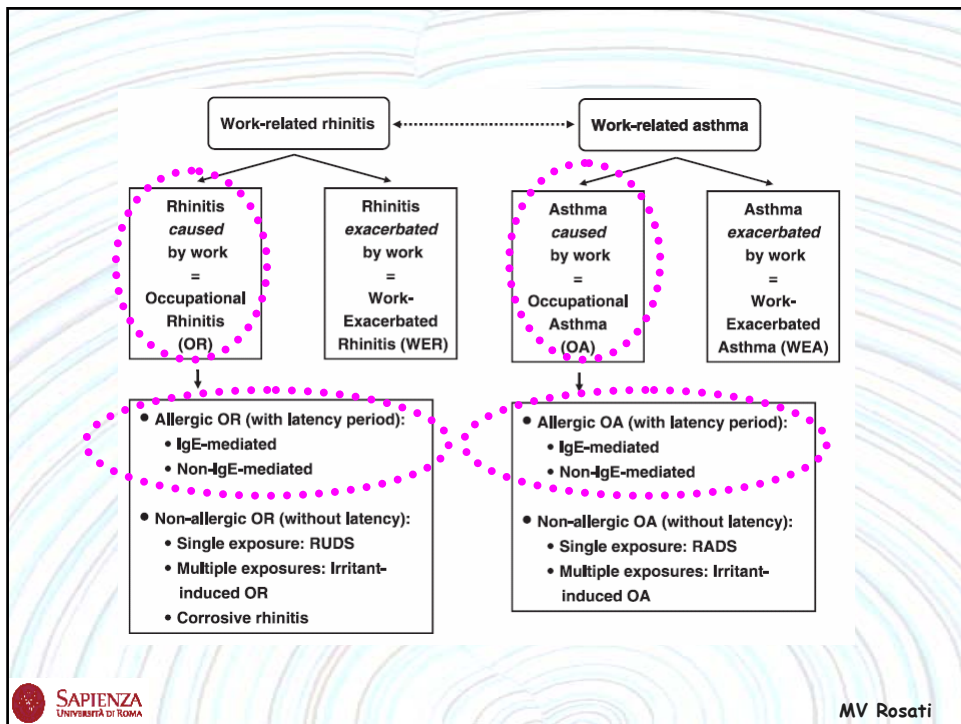 Work-related rhinitis
Work-related asthma
Rhinitis
caused
by work
=
Occupational
Rhinitis
(OR)
Rhinitis
exacerbated
by work
=
Work-
Exacerbated
Rhinitis (WER)
Asthma
caused
by work
=
Occupational
Asthma
(OA)
Asthma
exacerbated
by work
=
Work-
Exacerbated
Asthma (WEA)
• Allergic OR (with latency period):
• IgE-mediated
• Non-IgE-mediated
• Non-allergic OR (without latency):
• Single exposure: RUDS
• Multiple exposures: Irritant-
induced OR
• Corrosive rhinitis
• Allergic OA (with latency period):
• IgE-mediated
• Non-IgE-mediated
• Non-allergic OA (without latency):
• Single exposure: RADS
• Multiple exposures: Irritant-
induced OA
SAPIENZA
UNIVERSITÀ DI ROMA
MV Rosati